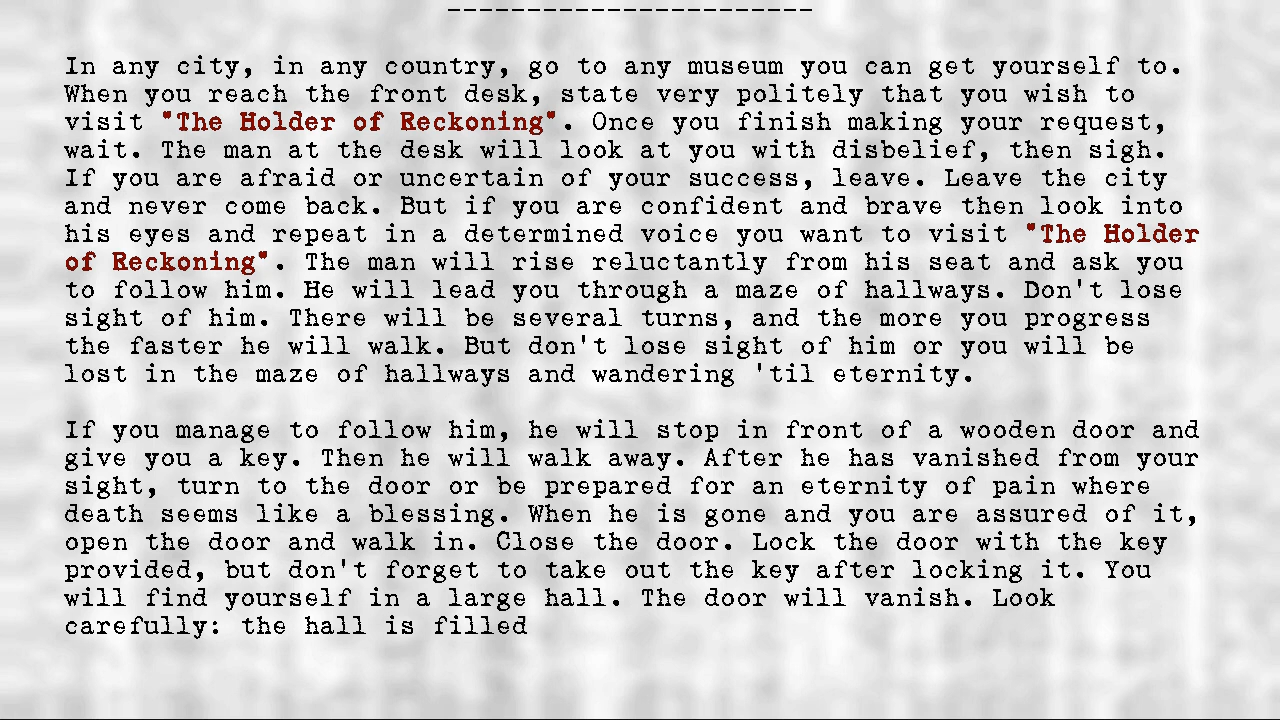 -----------------------
In any city, in any country, go to any museum you can get yourself to.
When you reach the front desk, state very politely that you wish to
visit "The Holder of Reckoning". Once you finish making your request,
wait. The man at the desk will look at you with disbelief, then sigh.
If you are afraid or uncertain of your success, leave. Leave the city
and never come back. But if you are confident and brave then look into
his eyes and repeat in a determined voice you want to visit "The Holder
of Reckoning". The man will rise reluctantly from his seat and ask you
to follow him. He will lead you through a maze of hallways. Don't lose
sight of him. There will be several turns, and the more you progress
the faster he will walk. But don't lose sight of him or you will be
lost in the maze of hallways and wandering 'til eternity.
If you manage to follow him, he will stop in front of a wooden door and
give you a key. Then he will walk away. After he has vanished from your
sight, turn to the door or be prepared for an eternity of pain where
death seems like a blessing. When he is gone and you are assured of it,
open the door and walk in. Close the door. Lock the door with the key
provided, but don't forget to take out the key after locking it. You
will find yourself in a large hall. The door will vanish. Look
carefully: the hall is filled